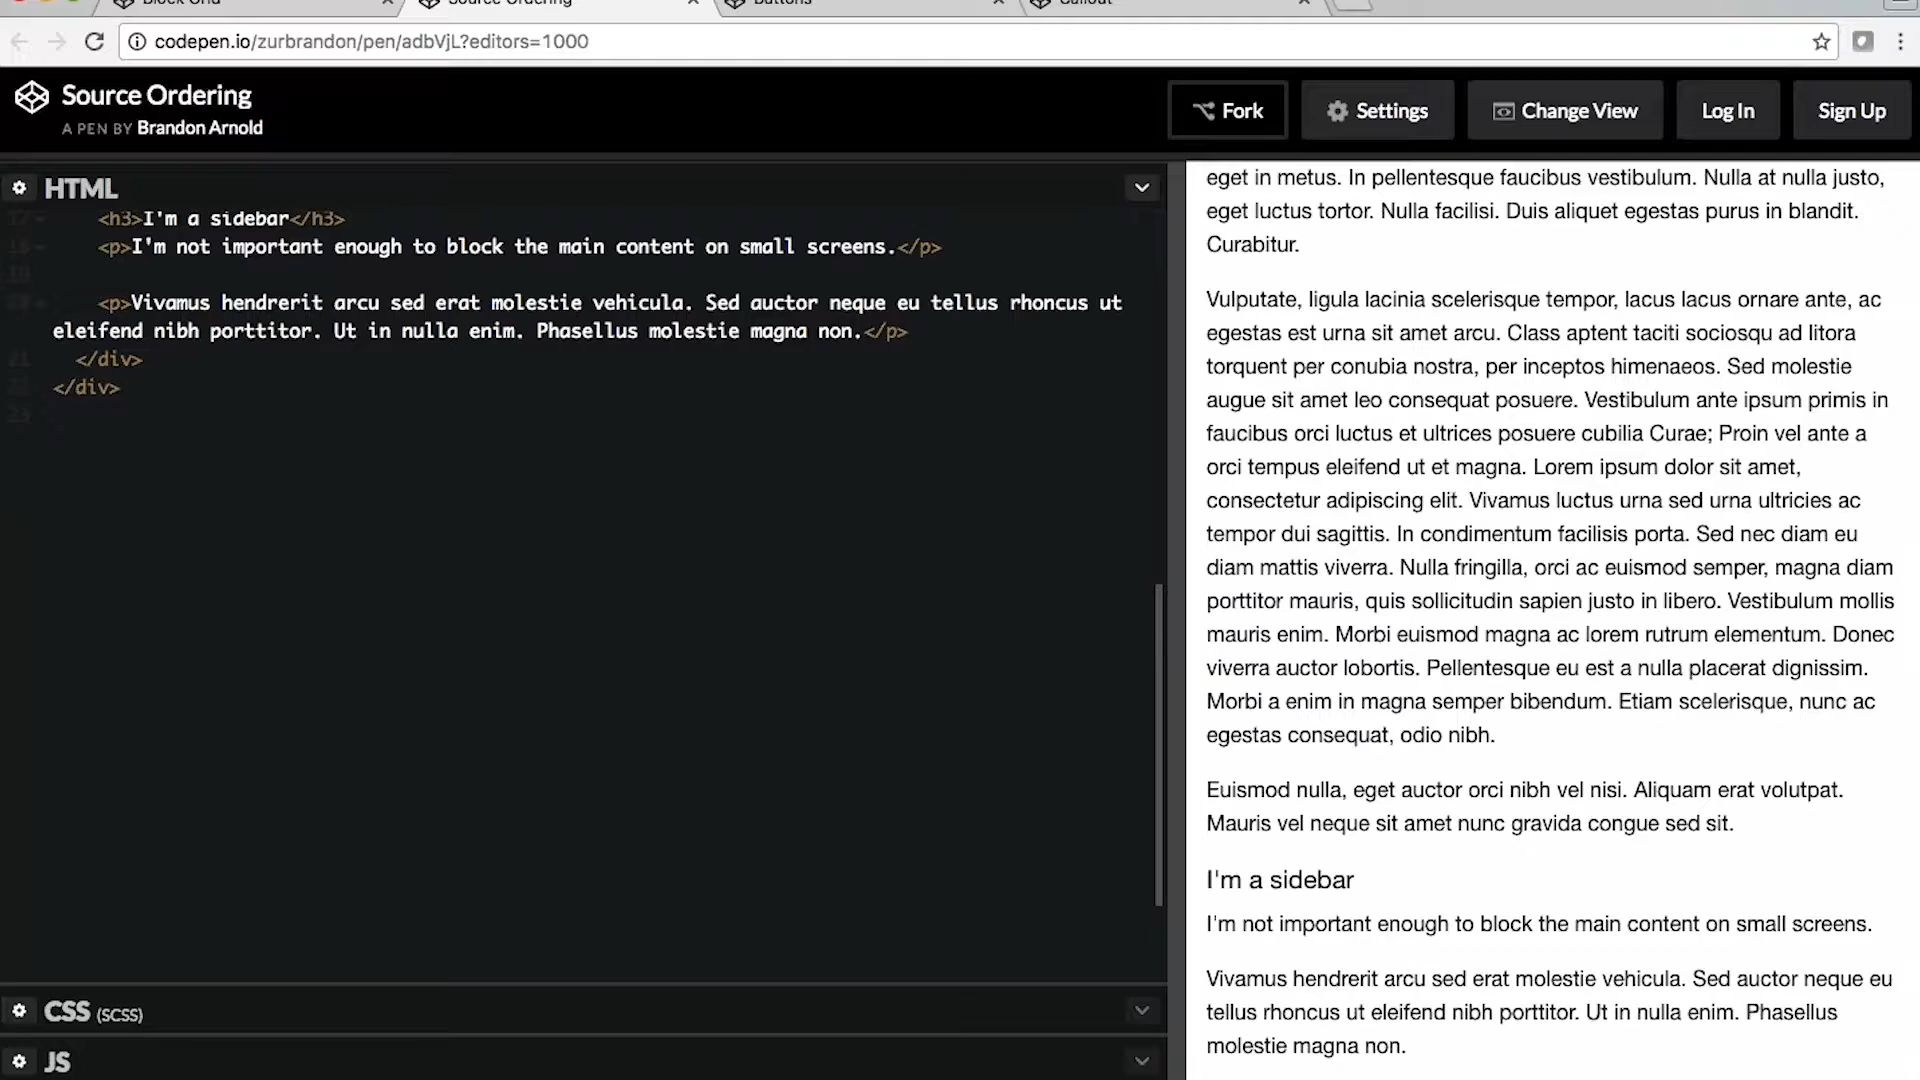 Block Grid
Source Ordering
Buttons
Callout
codepen.io/zurbrandon/pen/adbVjL?editors=1000
Source Ordering
A PEN BY Brandon Arnold
Fork
Settings
Change View
Log In
Sign Up
HTML
17 <h3>I'm a sidebar</h3>
18 <p>I'm not important enough to block the main content on small screens.</p>
19
20 <p>Vivamus hendrerit arcu sed erat molestie vehicula. Sed auctor neque eu tellus rhoncus ut
eleifend nibh porttitor. Ut in nulla enim. Phasellus molestie magna non.</p>
21 </div>
22 </div>
23
CSS (SCSS)
JS
eget in metus. In pellentesque faucibus vestibulum. Nulla at nulla justo,
eget luctus tortor. Nulla facilisi. Duis aliquet egestas purus in blandit.
Curabitur.
Vulputate, ligula lacinia scelerisque tempor, lacus lacus ornare ante, ac
egestas est urna sit amet arcu. Class aptent taciti sociosqu ad litora
torquent per conubia nostra, per inceptos himenaeos. Sed molestie
augue sit amet leo consequat posuere. Vestibulum ante ipsum primis in
faucibus orci luctus et ultrices posuere cubilia Curae; Proin vel ante a
orci tempus eleifend ut et magna. Lorem ipsum dolor sit amet,
consectetur adipiscing elit. Vivamus luctus urna sed urna ultricies ac
tempor dui sagittis. In condimentum facilisis porta. Sed nec diam eu
diam mattis viverra. Nulla fringilla, orci ac euismod semper, magna diam
porttitor mauris, quis sollicitudin sapien justo in libero. Vestibulum mollis
mauris enim. Morbi euismod magna ac lorem rutrum elementum. Donec
viverra auctor lobortis. Pellentesque eu est a nulla placerat dignissim.
Morbi a enim in magna semper bibendum. Etiam scelerisque, nunc ac
egestas consequat, odio nibh.
Euismod nulla, eget auctor orci nibh vel nisi. Aliquam erat volutpat.
Mauris vel neque sit amet nunc gravida congue sed sit.
I'm a sidebar
I'm not important enough to block the main content on small screens.
Vivamus hendrerit arcu sed erat molestie vehicula. Sed auctor neque eu
tellus rhoncus ut eleifend nibh porttitor. Ut in nulla enim. Phasellus
molestie magna non.